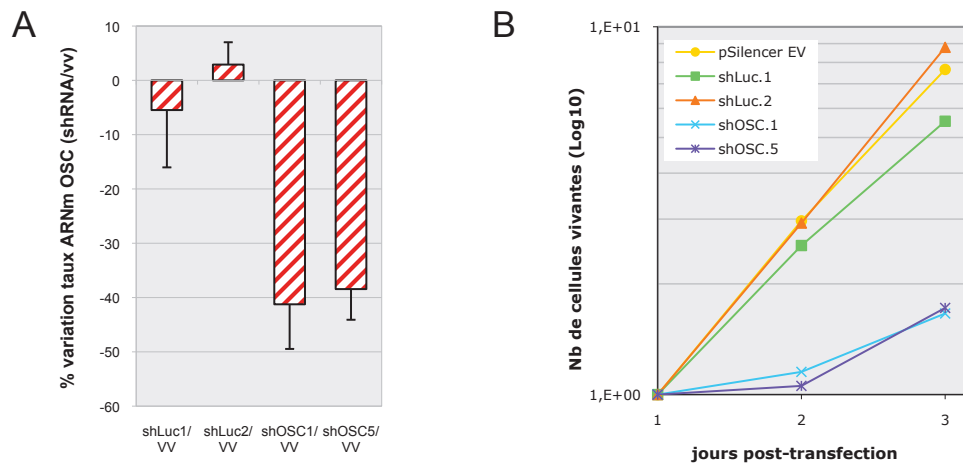 A
% variation taux ARNm OSC (shRNA/vv)
10
0
-10
-20
-30
-40
-50
-60
shLuc1/
VV
shLuc2/
VV
shOSC1/
VV
shOSC5/
VV
B
Nb de cellules vivantes (Log10)
1,E+01
1,E+00
pSilencer EV
shLuc.1
shLuc.2
shOSC.1
shOSC.5
1
2
3
jours post-transfection